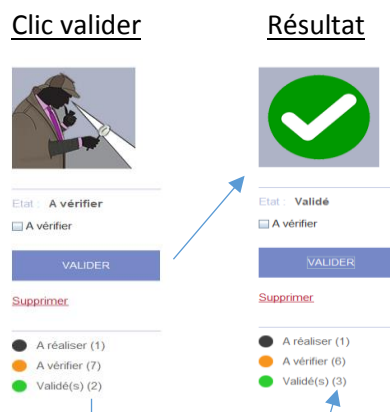 Clic valider
Etat : A vérifier
A vérifier
VALIDER
Supprimer
A réaliser (1)
A vérifier (7)
Validé(s) (2)
Résultat
Etat : Validé
A vérifier
VALIDER
Supprimer
A réaliser (1)
A vérifier (6)
Validé(s) (3)